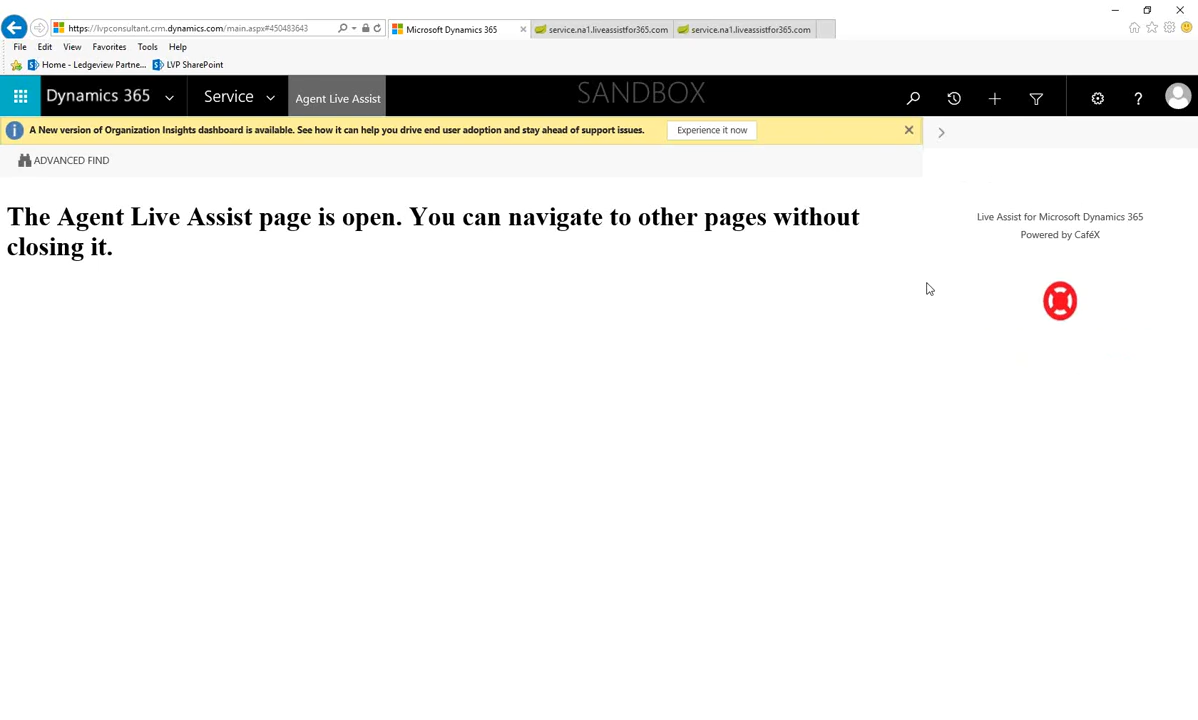 https://lvpconsultant.crm.dynamics.com/main.aspx#450483643
Microsoft Dynamics 365
service.na1.liveassistfor365.com
service.na1.liveassistfor365.com
File Edit View Favorites Tools Help
Home - Ledgeview Partne... LVP SharePoint
Dynamics 365 Service Agent Live Assist SANDBOX ?
A New version of Organization Insights dashboard is available. See how it can help you drive end user adoption and stay ahead of support issues. Experience it now
ADVANCED FIND
The Agent Live Assist page is open. You can navigate to other pages without
closing it.
Live Assist for Microsoft Dynamics 365
Powered by CaféX